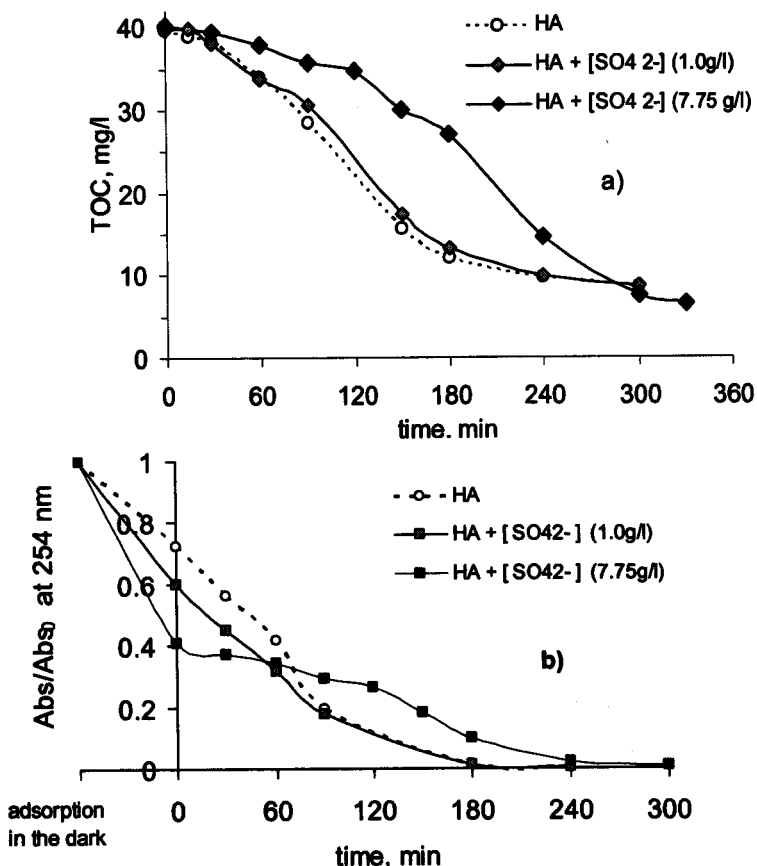 40
30
20
10
0
TOC, mg/l
HA
HA + [SO4 2-] (1.0g/l)
HA + [SO4 2-] (7.75 g/l)
a)
0 60 120 180 240 300 360
time. min
1
0.8
0.6
0.4
0.2
0
Abs/Abs0 at 254 nm
HA
HA + [SO42-] (1.0g/l)
HA + [SO42-] (7.75g/l)
b)
adsorption
in the dark
0 60 120 180 240 300
time, min